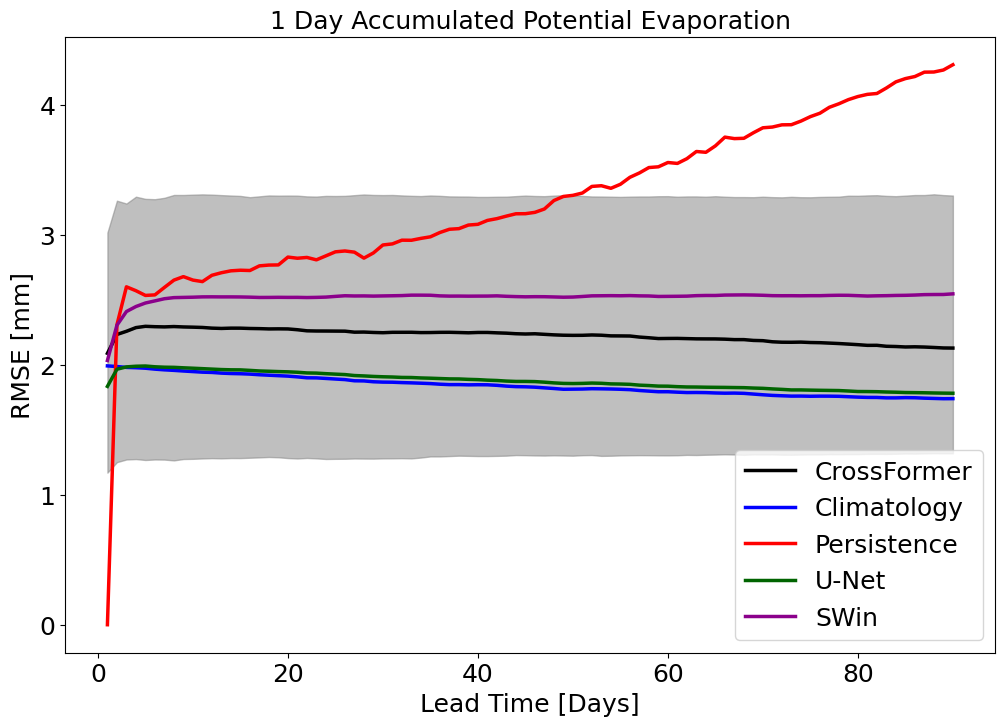 1 Day Accumulated Potential Evaporation
RMSE [mm]
4
3
2
1
0
CrossFormer
Climatology
Persistence
U-Net
SWin
0 20 40 60 80
Lead Time [Days]